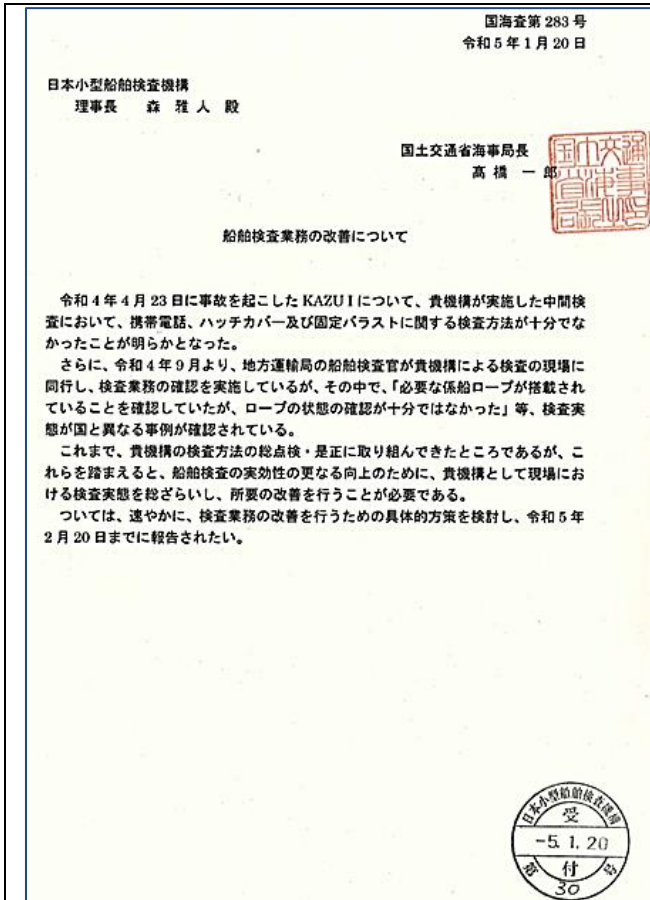 国海査第283号
令和5年1月20日
日本小型船舶検査機構
理事長 森 雅人 殿
国土交通省海事局長
髙橋 一郎
国土交通省海事局長之印
船舶検査業務の改善について
令和4年4月23日に事故を起こした KAZU I について、貴機構が実施した中間検
査において、携帯電話、ハッチカバー及び固定バラストに関する検査方法が十分でな
かったことが明らかとなった。
さらに、令和4年9月より、地方運輸局の船舶検査官が貴機構による検査の現場に
同行し、検査業務の確認を実施しているが、その中で、「必要な係船ロープが搭載され
ていることを確認していたが、ロープの状態の確認が十分ではなかった」等、検査実
態が国と異なる事例が確認されている。
これまで、貴機構の検査方法の総点検・是正に取り組んできたところであるが、こ
れらを踏まえると、船舶検査の実効性の更なる向上のために、貴機構として現場にお
ける検査実態を総ざらいし、所要の改善を行うことが必要である。
ついては、速やかに、検査業務の改善を行うための具体的方策を検討し、令和5年
2月20日までに報告されたい。
日本小型船舶検査機構
受
-5. 1. 20
付
第 30 号